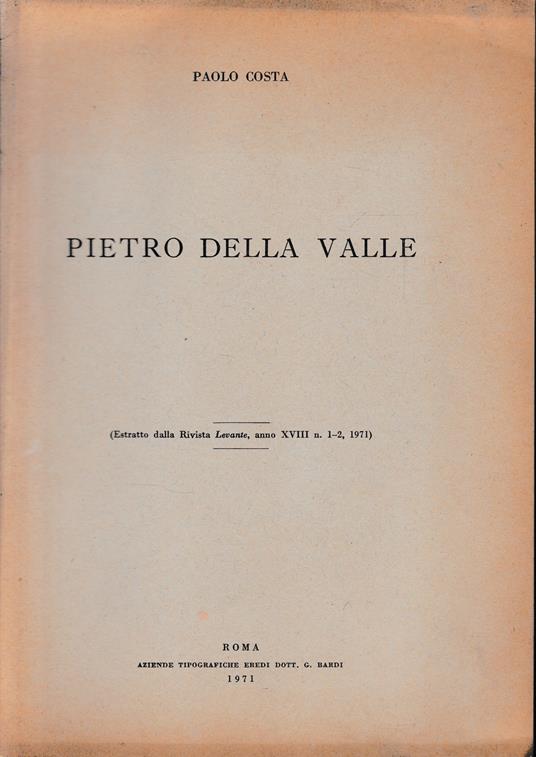 PAOLO COSTA
PIETRO DELLA VALLE
(Estratto dalla Rivista Levante, anno XVIII n. 1-2, 1971)
ROMA
AZIENDE TIPOGRAFICHE EREDI DOTT. G. BARDI
1971